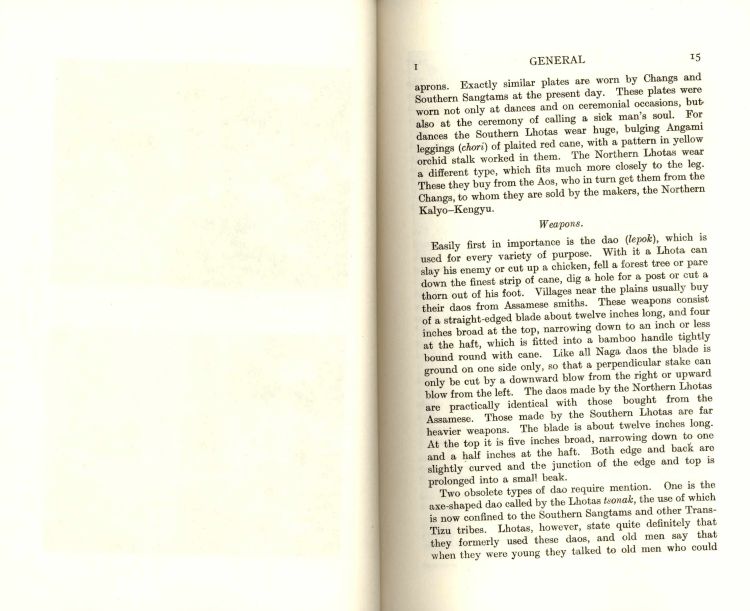 I GENERAL 15
aprons. Exactly similar plates are worn by Changs and
Southern Sangtams at the present day. These plates were
worn not only at dances and on ceremonial occasions, but
also at the ceremony of calling a sick man's soul. For
dances the Southern Lhotas wear huge, bulging Angami
leggings (chori) of plaited red cane, with a pattern in yellow
orchid stalk worked in them. The Northern Lhotas wear
a different type, which fits much more closely to the leg.
These they buy from the Aos, who in turn get them from the
Changs, to whom they are sold by the makers, the Northern
Kalyo–Kengyu.
Weapons.
Easily first in importance is the dao (lepok), which is
used for every variety of purpose. With it a Lhota can
slay his enemy or cut up a chicken, fell a forest tree or pare
down the finest strip of cane, dig a hole for a post or cut a
thorn out of his foot. Villages near the plains usually buy
their daos from Assamese smiths. These weapons consist
of a straight-edged blade about twelve inches long, and four
inches broad at the top, narrowing down to an inch or less
at the haft, which is fitted into a bamboo handle tightly
bound round with cane. Like all Naga daos the blade is
ground on one side only, so that a perpendicular stake can
only be cut by a downward blow from the right or upward
blow from the left. The daos made by the Northern Lhotas
are practically identical with those bought from the
Assamese. Those made by the Southern Lhotas are far
heavier weapons. The blade is about twelve inches long.
At the top it is five inches broad, narrowing down to one
and a half inches at the haft. Both edge and back are
slightly curved and the junction of the edge and top is
prolonged into a small beak.
Two obsolete types of dao require mention. One is the
axe-shaped dao called by the Lhotas tsonak, the use of which
is now confined to the Southern Sangtams and other Trans-
Tizu tribes. Lhotas, however, state quite definitely that
they formerly used these daos, and old men say that
when they were young they talked to old men who could